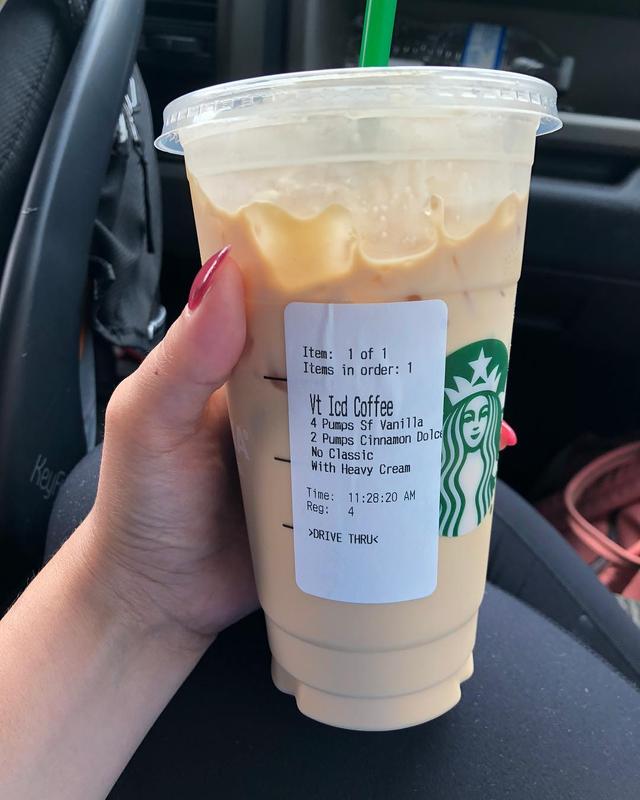 Item: 1 of 1
Items in order: 1
Vt Icd Coffee
4 Pumps Sf Vanilla
2 Pumps Cinnamon Dolce
No Classic
With Heavy Cream
Time: 11:28:20 AM
Reg: 4
>DRIVE THRU<